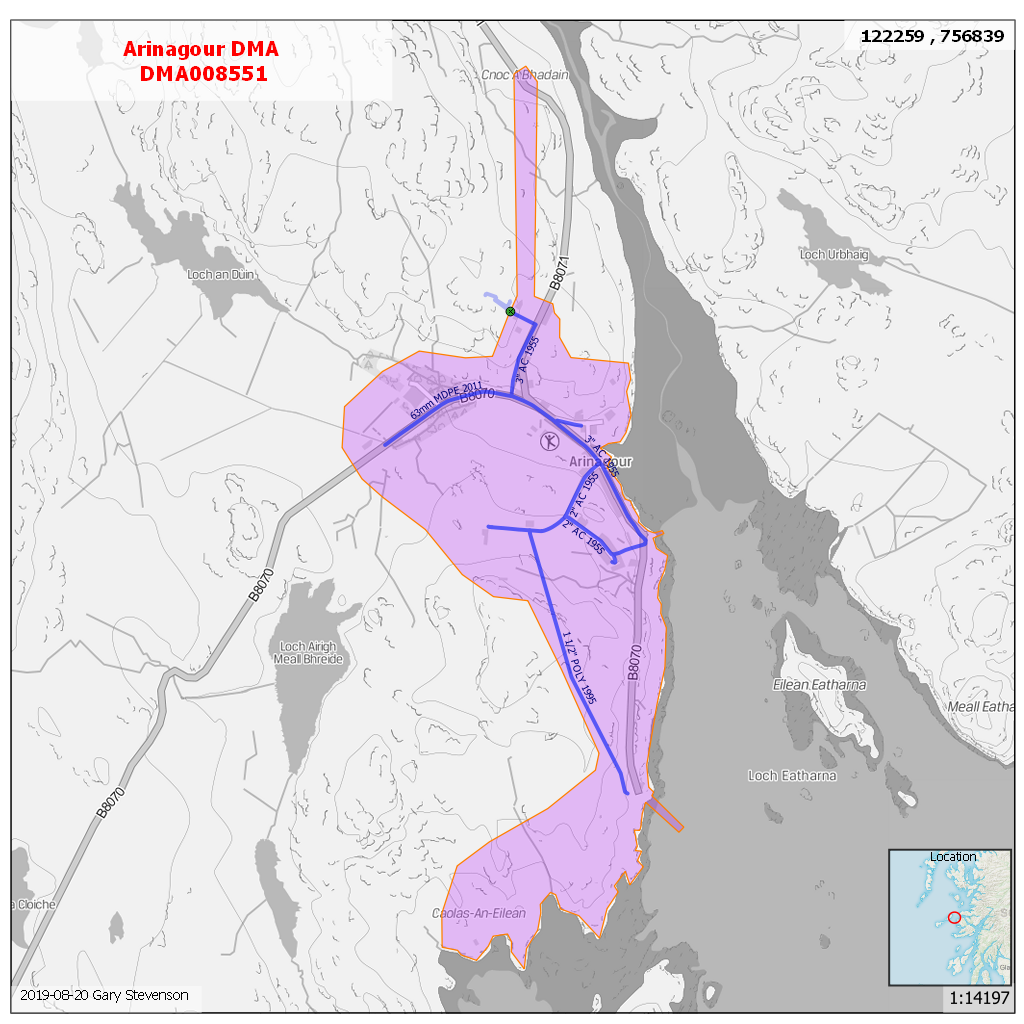 Arinagour DMA
DMA008551
122259 , 756839
Cnoc A Bhadain
Loch an Duin
Loch Urbhaig
B8071
3" AC 1955
63mm MDPE 2011
B8070
3" AC 1955
Arinagour
2" AC 1955
2" AC 1955
B8070
Loch Airigh
Meall Bhreide
1 1/2" POLY 1995
B8070
Eilean Eatharna
Meall Eatha
Loch Eatharna
B8070
a Cloiche
Caolas-An-Eilean
Location
2019-08-20 Gary Stevenson
1:14197